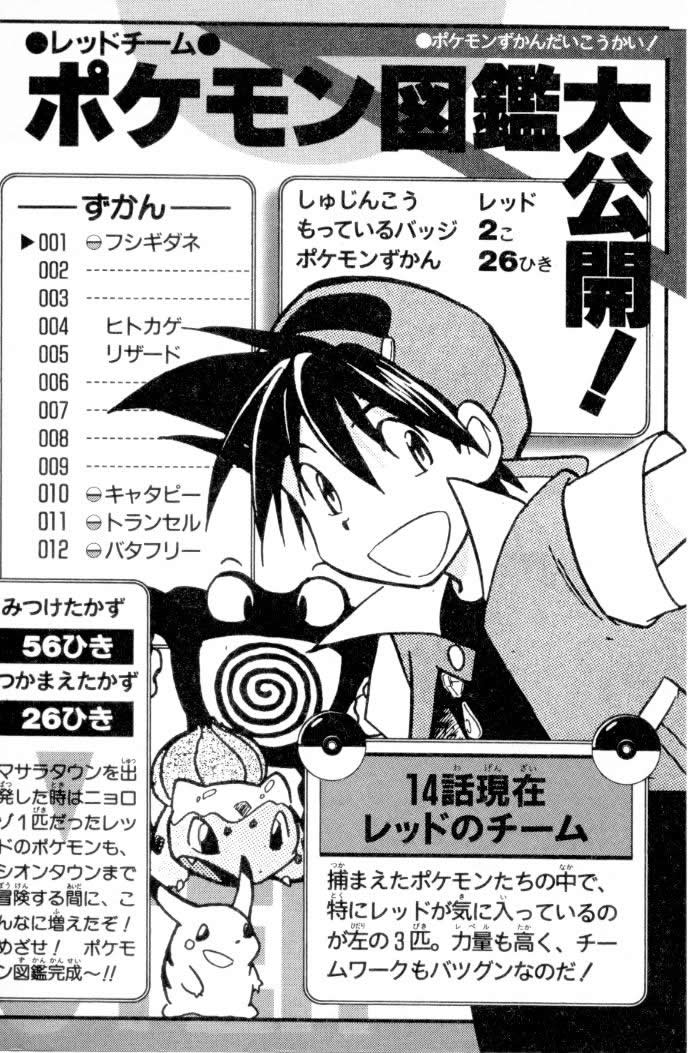 ●レッドチーム●
●ポケモンずかんだいこうかい！
ポケモン図鑑大公開！
ずかん
▶001 フシギダネ
002 ----------
003 ----------
004 ヒトカゲ
005 リザード
006 ----------
007 ----------
008 ----------
009 ----------
010 キャタピー
011 トランセル
012 バタフリー
しゅじんこう レッド
もっているバッジ 2こ
ポケモンずかん 26ひき
みつけたかず
56ひき
つかまえたかず
26ひき
マサラタウンを出
発した時はニョロ
ゾ1匹だったレッ
ドのポケモンも、
シオンタウンまで
冒険する間に、こ
んなに増えたぞ！
めざせ！ ポケモ
ン図鑑完成〜!!
14話現在
レッドのチーム
捕まえたポケモンたちの中で、
特にレッドが気に入っているの
が左の3匹。力量も高く、チー
ムワークもバツグンなのだ！